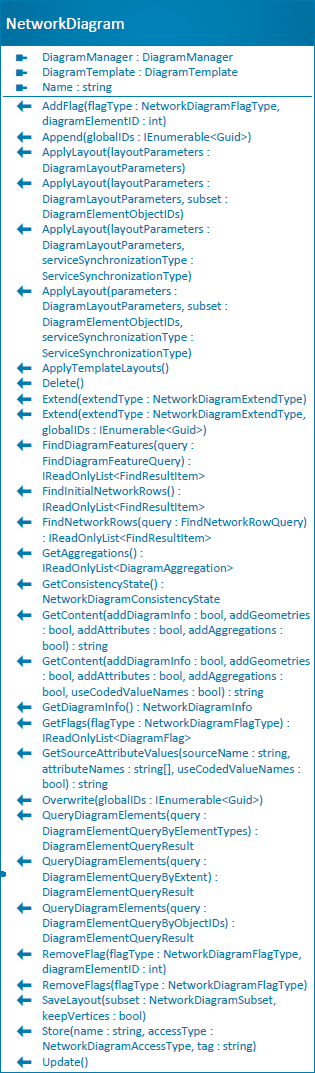 NetworkDiagram
DiagramManager : DiagramManager
DiagramTemplate : DiagramTemplate
Name : string
AddFlag(flagType : NetworkDiagramFlagType,
diagramElementID : int)
Append(globalIDs : IEnumerable<Guid>)
ApplyLayout(layoutParameters :
DiagramLayoutParameters)
ApplyLayout(layoutParameters :
DiagramLayoutParameters, subset :
DiagramElementObjectIDs)
ApplyLayout(layoutParameters :
DiagramLayoutParameters,
serviceSynchronizationType :
ServiceSynchronizationType)
ApplyLayout(parameters :
DiagramLayoutParameters, subset :
DiagramElementObjectIDs,
serviceSynchronizationType :
ServiceSynchronizationType)
ApplyTemplateLayouts()
Delete()
Extend(extendType : NetworkDiagramExtendType)
Extend(extendType : NetworkDiagramExtendType,
globalIDs : IEnumerable<Guid>)
FindDiagramFeatures(query :
FindDiagramFeatureQuery) :
IReadOnlyList<FindResultItem>
FindInitialNetworkRows() :
IReadOnlyList<FindResultItem>
FindNetworkRows(query : FindNetworkRowQuery)
: IReadOnlyList<FindResultItem>
GetAggregations() :
IReadOnlyList<DiagramAggregation>
GetConsistencyState() :
NetworkDiagramConsistencyState
GetContent(addDiagramInfo : bool, addGeometries
: bool, addAttributes : bool, addAggregations :
bool) : string
GetContent(addDiagramInfo : bool, addGeometries
: bool, addAttributes : bool, addAggregations :
bool, useCodedValueNames : bool) : string
GetDiagramInfo() : NetworkDiagramInfo
GetFlags(flagType : NetworkDiagramFlagType) :
IReadOnlyList<DiagramFlag>
GetSourceAttributeValues(sourceName : string,
attributeNames : string[], useCodedValueNames :
bool) : string
Overwrite(globalIDs : IEnumerable<Guid>)
QueryDiagramElements(query :
DiagramElementQueryByElementTypes) :
DiagramElementQueryResult
QueryDiagramElements(query :
DiagramElementQueryByExtent) :
DiagramElementQueryResult
QueryDiagramElements(query :
DiagramElementQueryByObjectIDs) :
DiagramElementQueryResult
RemoveFlag(flagType : NetworkDiagramFlagType,
diagramElementID : int)
RemoveFlags(flagType : NetworkDiagramFlagType)
SaveLayout(subset : NetworkDiagramSubset,
keepVertices : bool)
Store(name : string, accessType :
NetworkDiagramAccessType, tag : string)
Update()